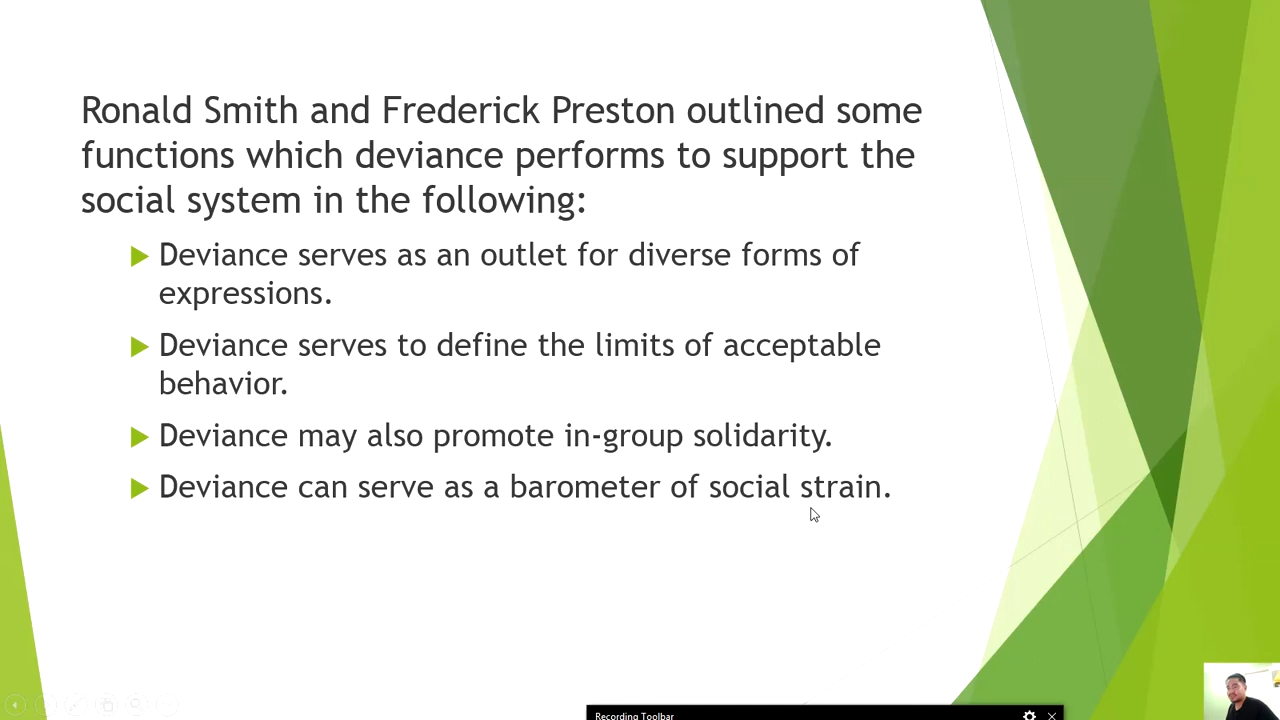 Ronald Smith and Frederick Preston outlined some
functions which deviance performs to support the
social system in the following:
Deviance serves as an outlet for diverse forms of
expressions.
Deviance serves to define the limits of acceptable
behavior.
Deviance may also promote in-group solidarity.
Deviance can serve as a barometer of social strain.
Recording Toolbar